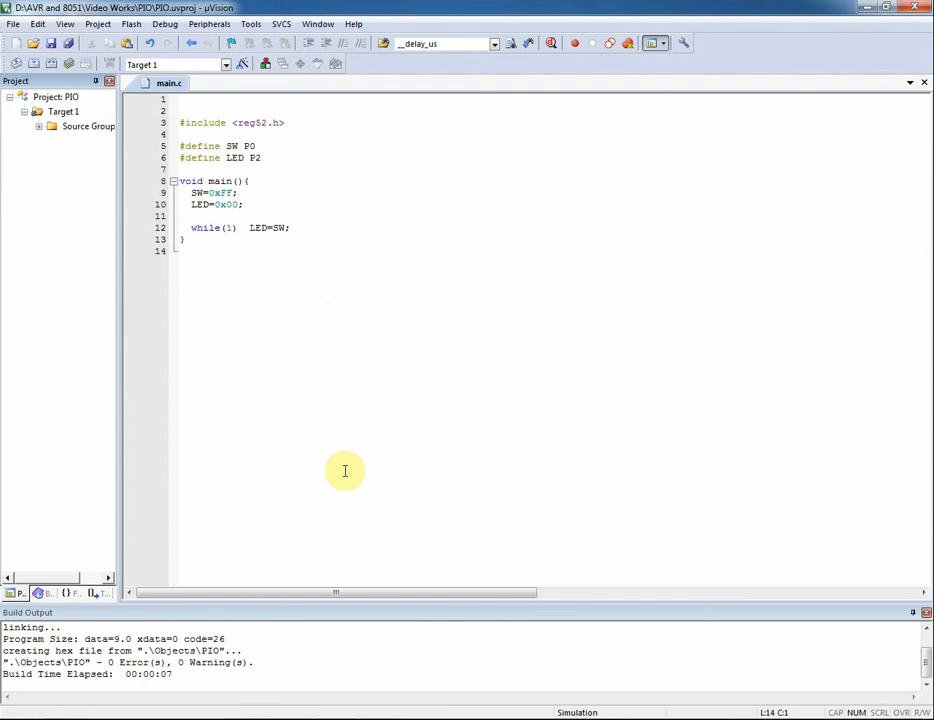 D:\AVR and 8051\Video Works\PIO\PIO.uvproj - µVision
File Edit View Project Flash Debug Peripherals Tools SVCS Window Help
__delay_us
Target 1
Project
main.c
Project: PIO
Target 1
Source Group
1
2
3 #include <reg52.h>
4
5 #define SW P0
6 #define LED P2
7
8 void main(){
9 SW=0xFF;
10 LED=0x00;
11
12 while(1) LED=SW;
13 }
14
P... B... {} F... 0. T...
Build Output
linking...
Program Size: data=9.0 xdata=0 code=26
creating hex file from ".\Objects\PIO"...
".\Objects\PIO" - 0 Error(s), 0 Warning(s).
Build Time Elapsed: 00:00:07
Simulation L:14 C:1 CAP NUM SCRL OVR R/W